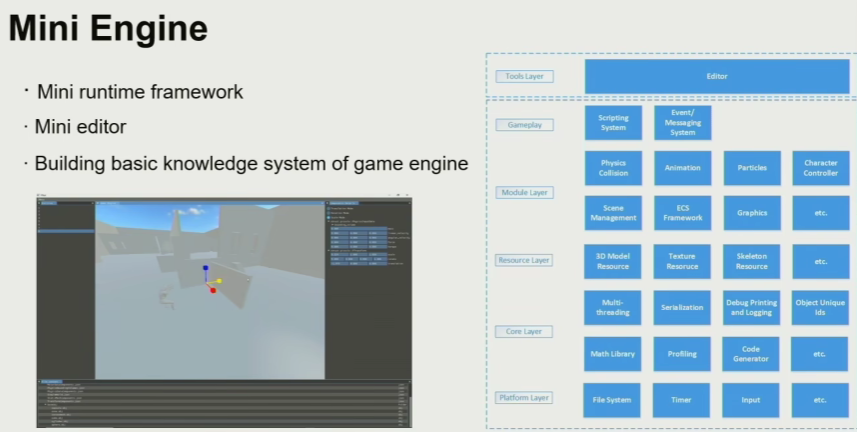 Mini Engine
· Mini runtime framework
· Mini editor
· Building basic knowledge system of game engine
Tools Layer
Editor
Gameplay
Scripting
System
Event/
Messaging
System
Module Layer
Physics
Collision
Animation
Particles
Character
Controller
Scene
Management
ECS
Framework
Graphics
etc.
Resource Layer
3D Model
Resource
Texture
Resoruce
Skeleton
Resource
etc.
Core Layer
Multi-
threading
Serialization
Debug Printing
and Logging
Object Unique
Ids
Math Library
Profiling
Code
Generator
etc.
Platform Layer
File System
Timer
Input
etc.